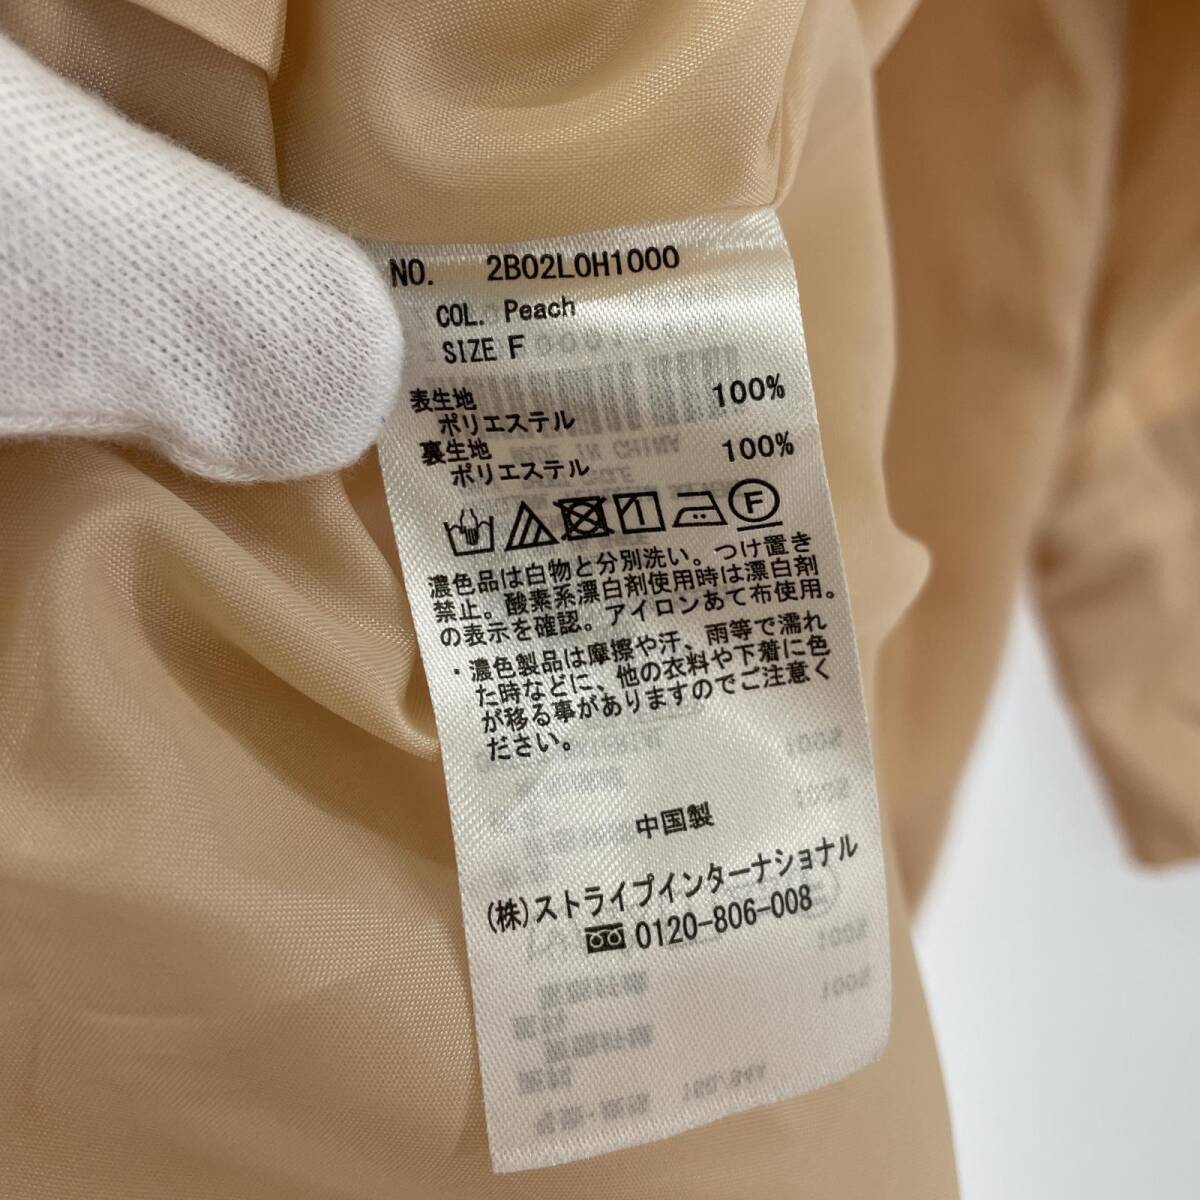 NO. 2B02L0H1000
COL. Peach
SIZE F
表生地
ポリエステル 100%
裏生地
ポリエステル 100%
F
濃色品は白物と分別洗い。つけ置き
禁止。酸素系漂白剤使用時は漂白剤
の表示を確認。アイロンあて布使用。
・濃色製品は摩擦や汗、雨等で濡れ
た時などに、他の衣料や下着に色
が移る事がありますのでご注意く
ださい。
中国製
(株)ストライプインターナショナル
0120-806-008